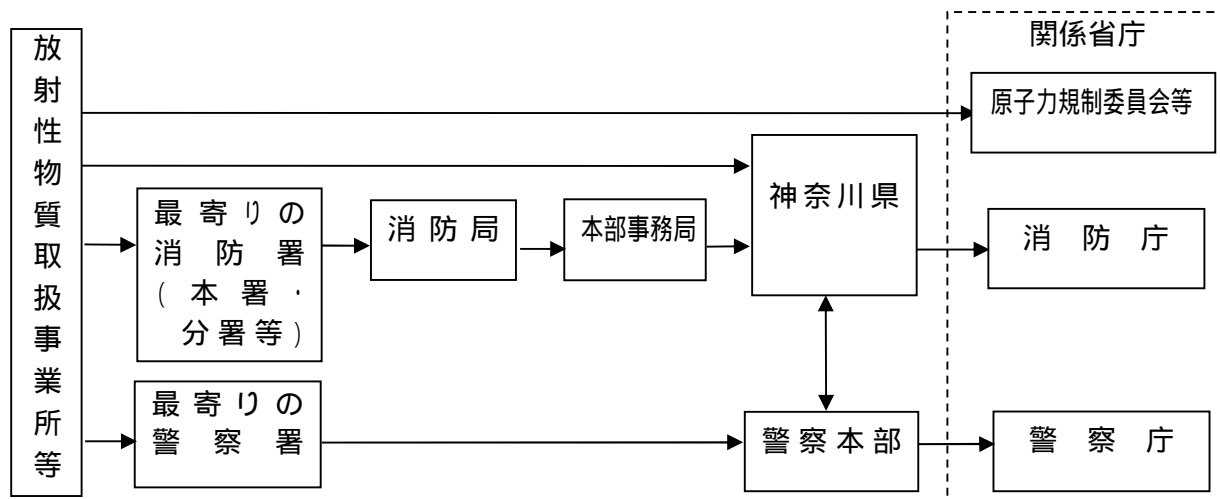 放射性物質取扱事業所等
関係省庁
原子力規制委員会等
神奈川県
最寄りの
消防署
(本署・
分署等)
消防局
本部事務局
消防庁
最寄りの
警察署
警察本部
警察庁